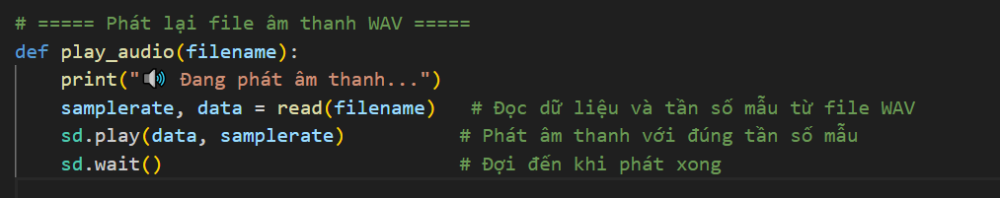 # ===== Phát lại file âm thanh WAV =====
def play_audio(filename):
    print("🔊 Đang phát âm thanh...")
    samplerate, data = read(filename)   # Đọc dữ liệu và tần số mẫu từ file WAV
    sd.play(data, samplerate)          # Phát âm thanh với đúng tần số mẫu
    sd.wait()                          # Đợi đến khi phát xong